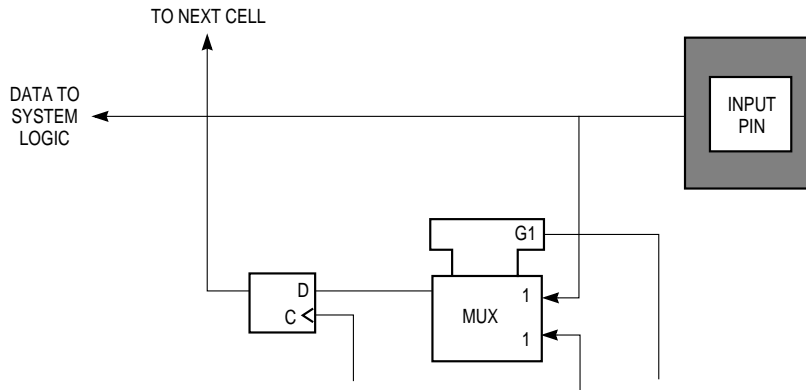 TO NEXT CELL
DATA TO
SYSTEM
LOGIC
INPUT
PIN
G1
D
C
MUX
1
1